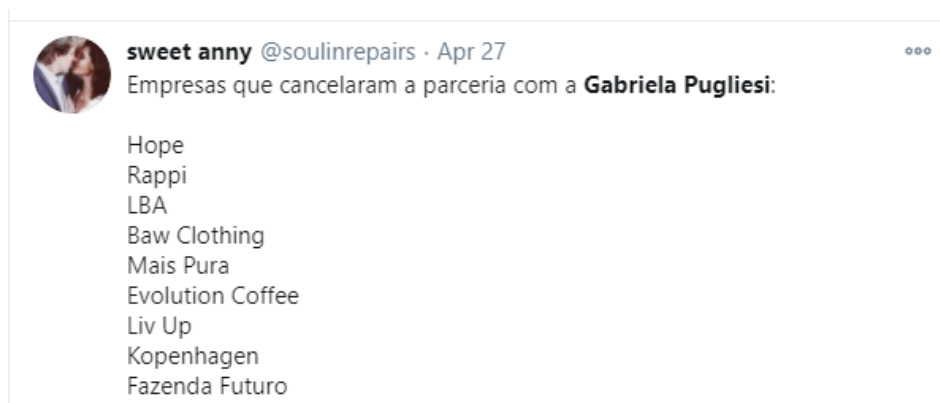 sweet anny @soulinrepairs · Apr 27
Empresas que cancelaram a parceria com a Gabriela Pugliesi:
Hope
Rappi
LBA
Baw Clothing
Mais Pura
Evolution Coffee
Liv Up
Kopenhagen
Fazenda Futuro